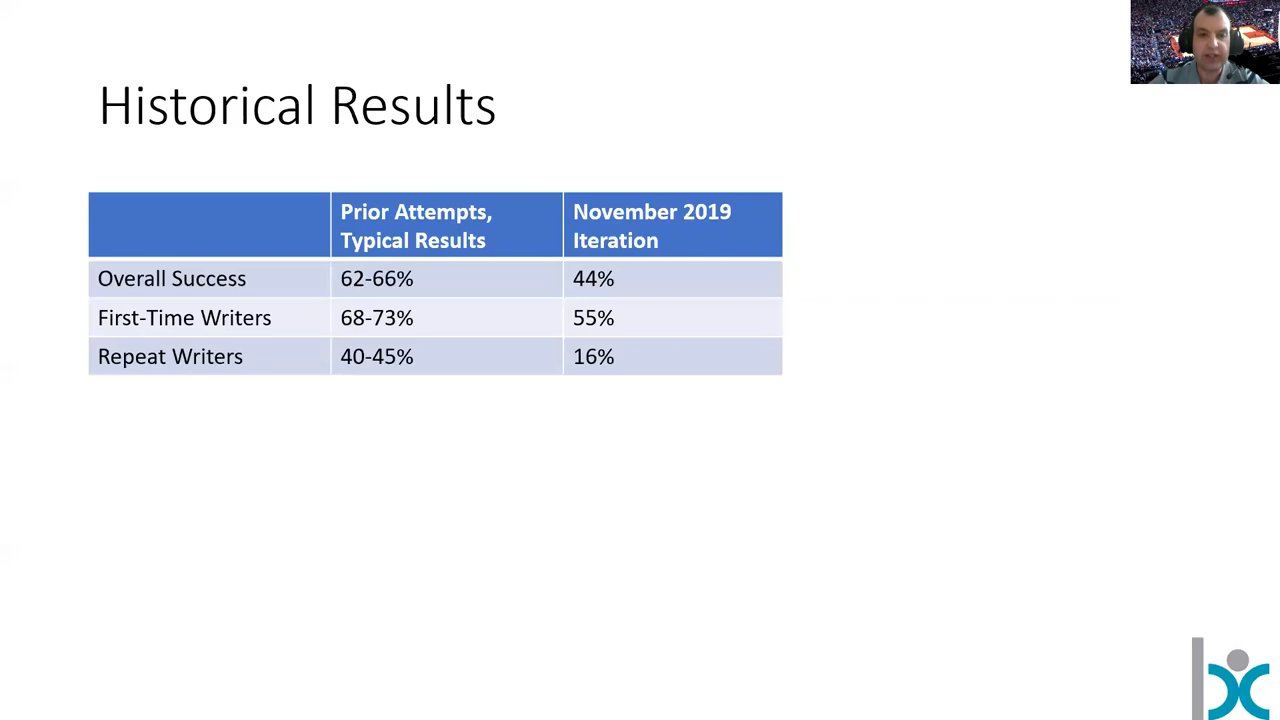 Historical Results
Prior Attempts,
Typical Results
November 2019
Iteration
Overall Success
62-66%
44%
First-Time Writers
68-73%
55%
Repeat Writers
40-45%
16%